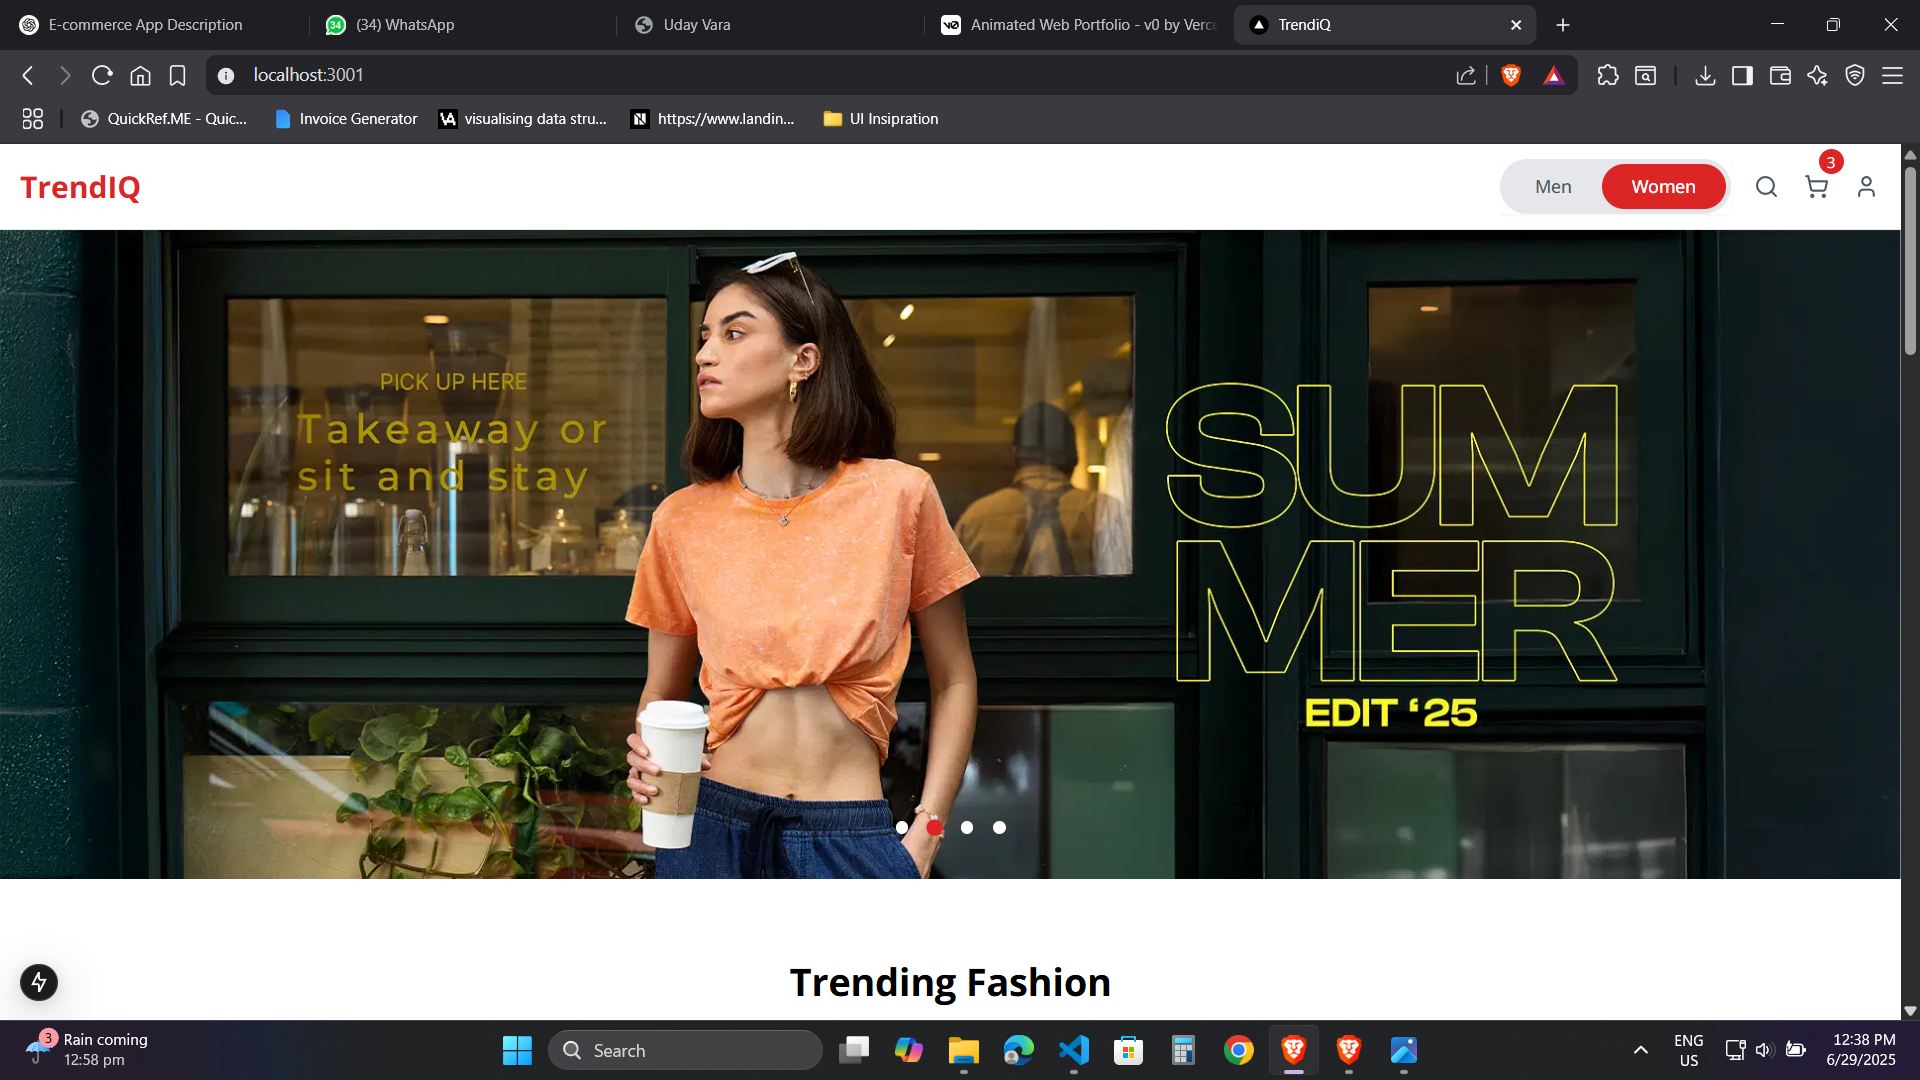 E-commerce App Description
34
(34) WhatsApp
Uday Vara
v0
Animated Web Portfolio - v0 by Verce
TrendiQ
localhost:3001
QuickRef.ME - Quic...
Invoice Generator
visualising data stru...
https://www.landin...
UI Insipration
TrendIQ
Men
Women
3
PICK UP HERE
Takeaway or
sit and stay
SUM
MER
EDIT ‘25
Trending Fashion
3
Rain coming
12:58 pm
Search
ENG
US
12:38 PM
6/29/2025